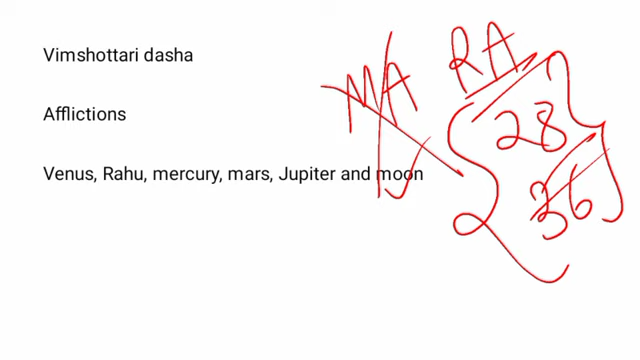 Vimshottari dasha
Afflictions
Venus, Rahu, mercury, mars, Jupiter and moon
MA RA
28
36